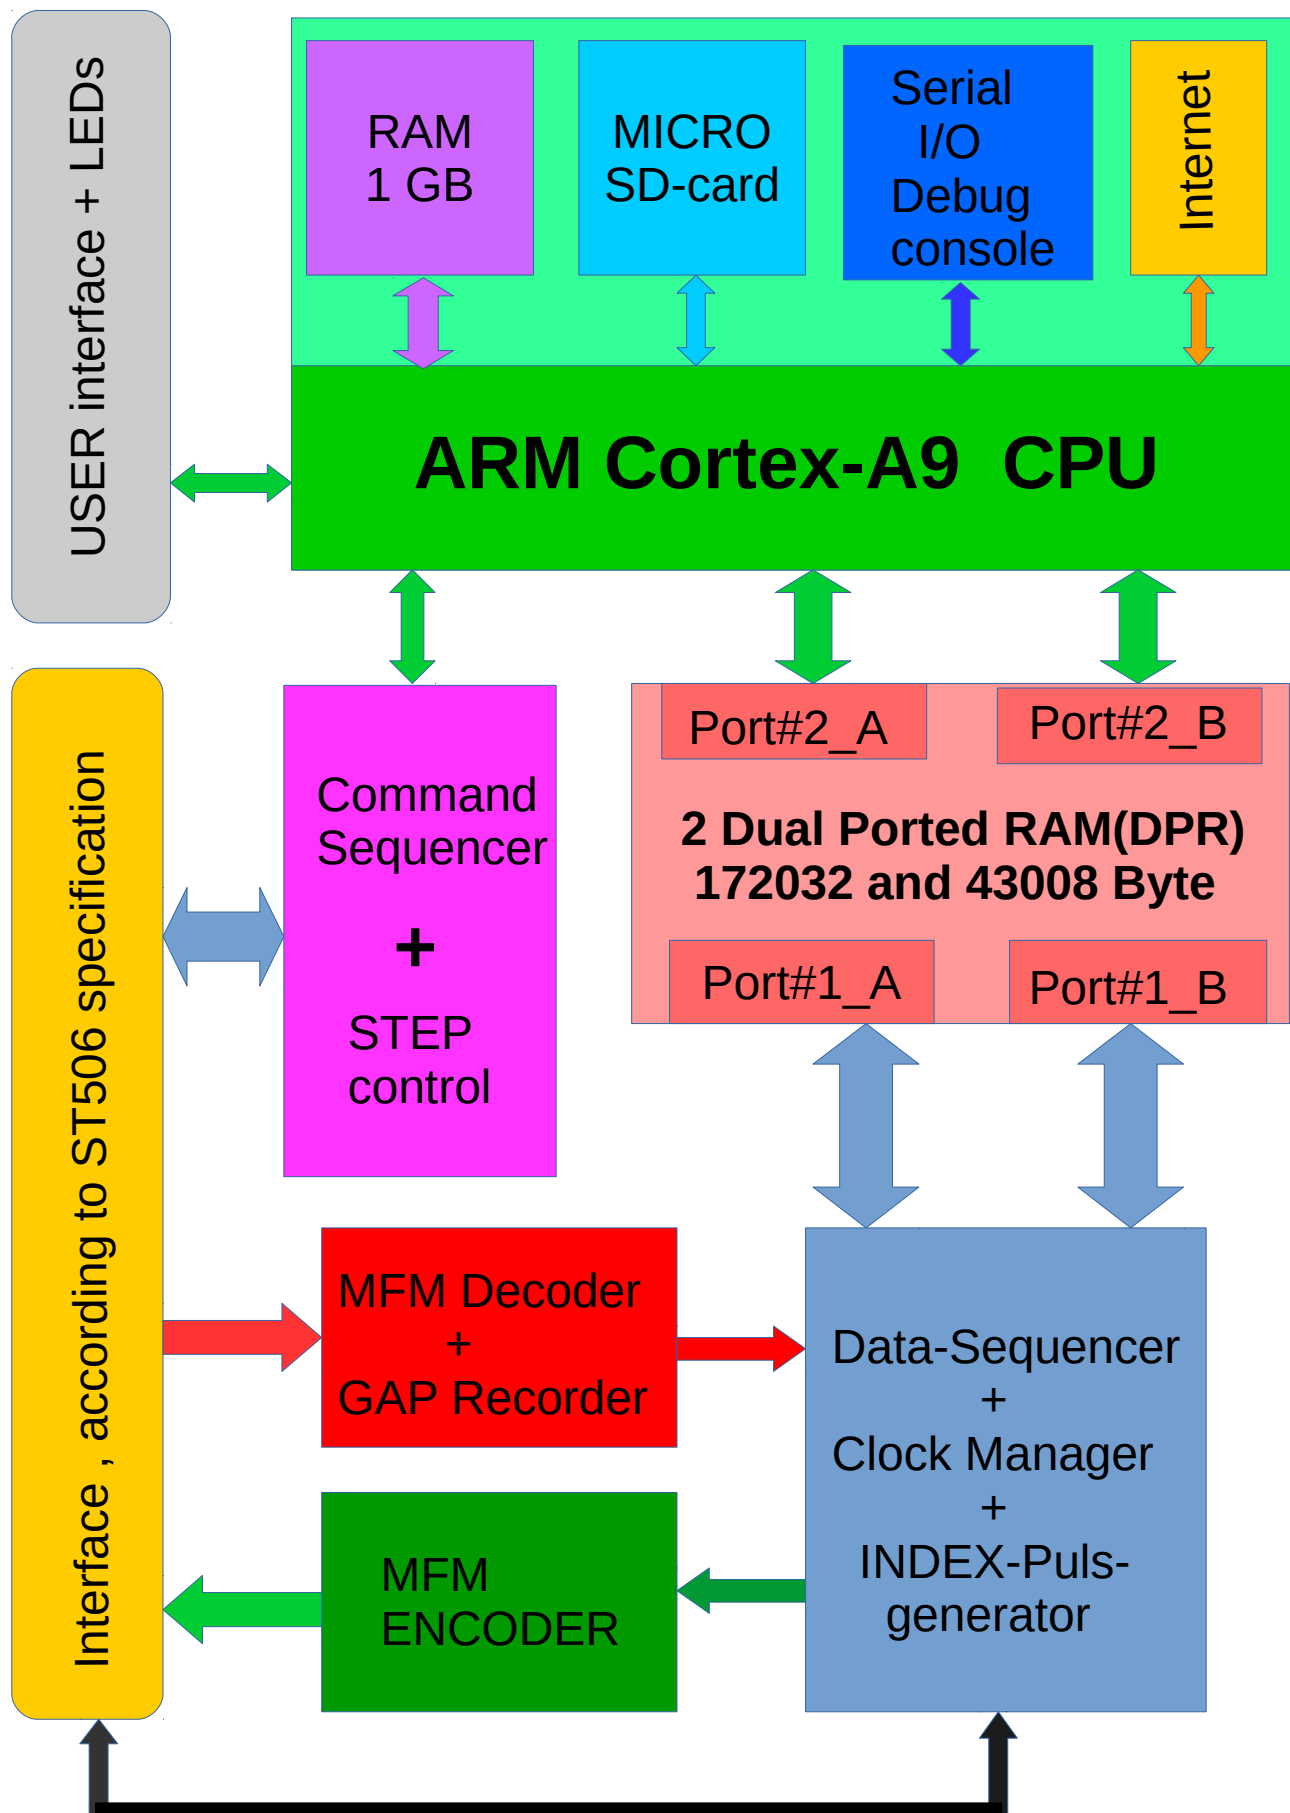 USER interface + LEDs
RAM
1 GB
MICRO
SD-card
Serial
I/O
Debug
console
Internet
ARM Cortex-A9  CPU
Interface , according to ST506 specification
Command
Sequencer
+
STEP
control
Port#2_A
Port#2_B
2 Dual Ported RAM(DPR)
172032 and 43008 Byte
Port#1_A
Port#1_B
MFM Decoder
+
GAP Recorder
MFM
ENCODER
Data-Sequencer
+
Clock Manager
+
INDEX-Puls-
generator